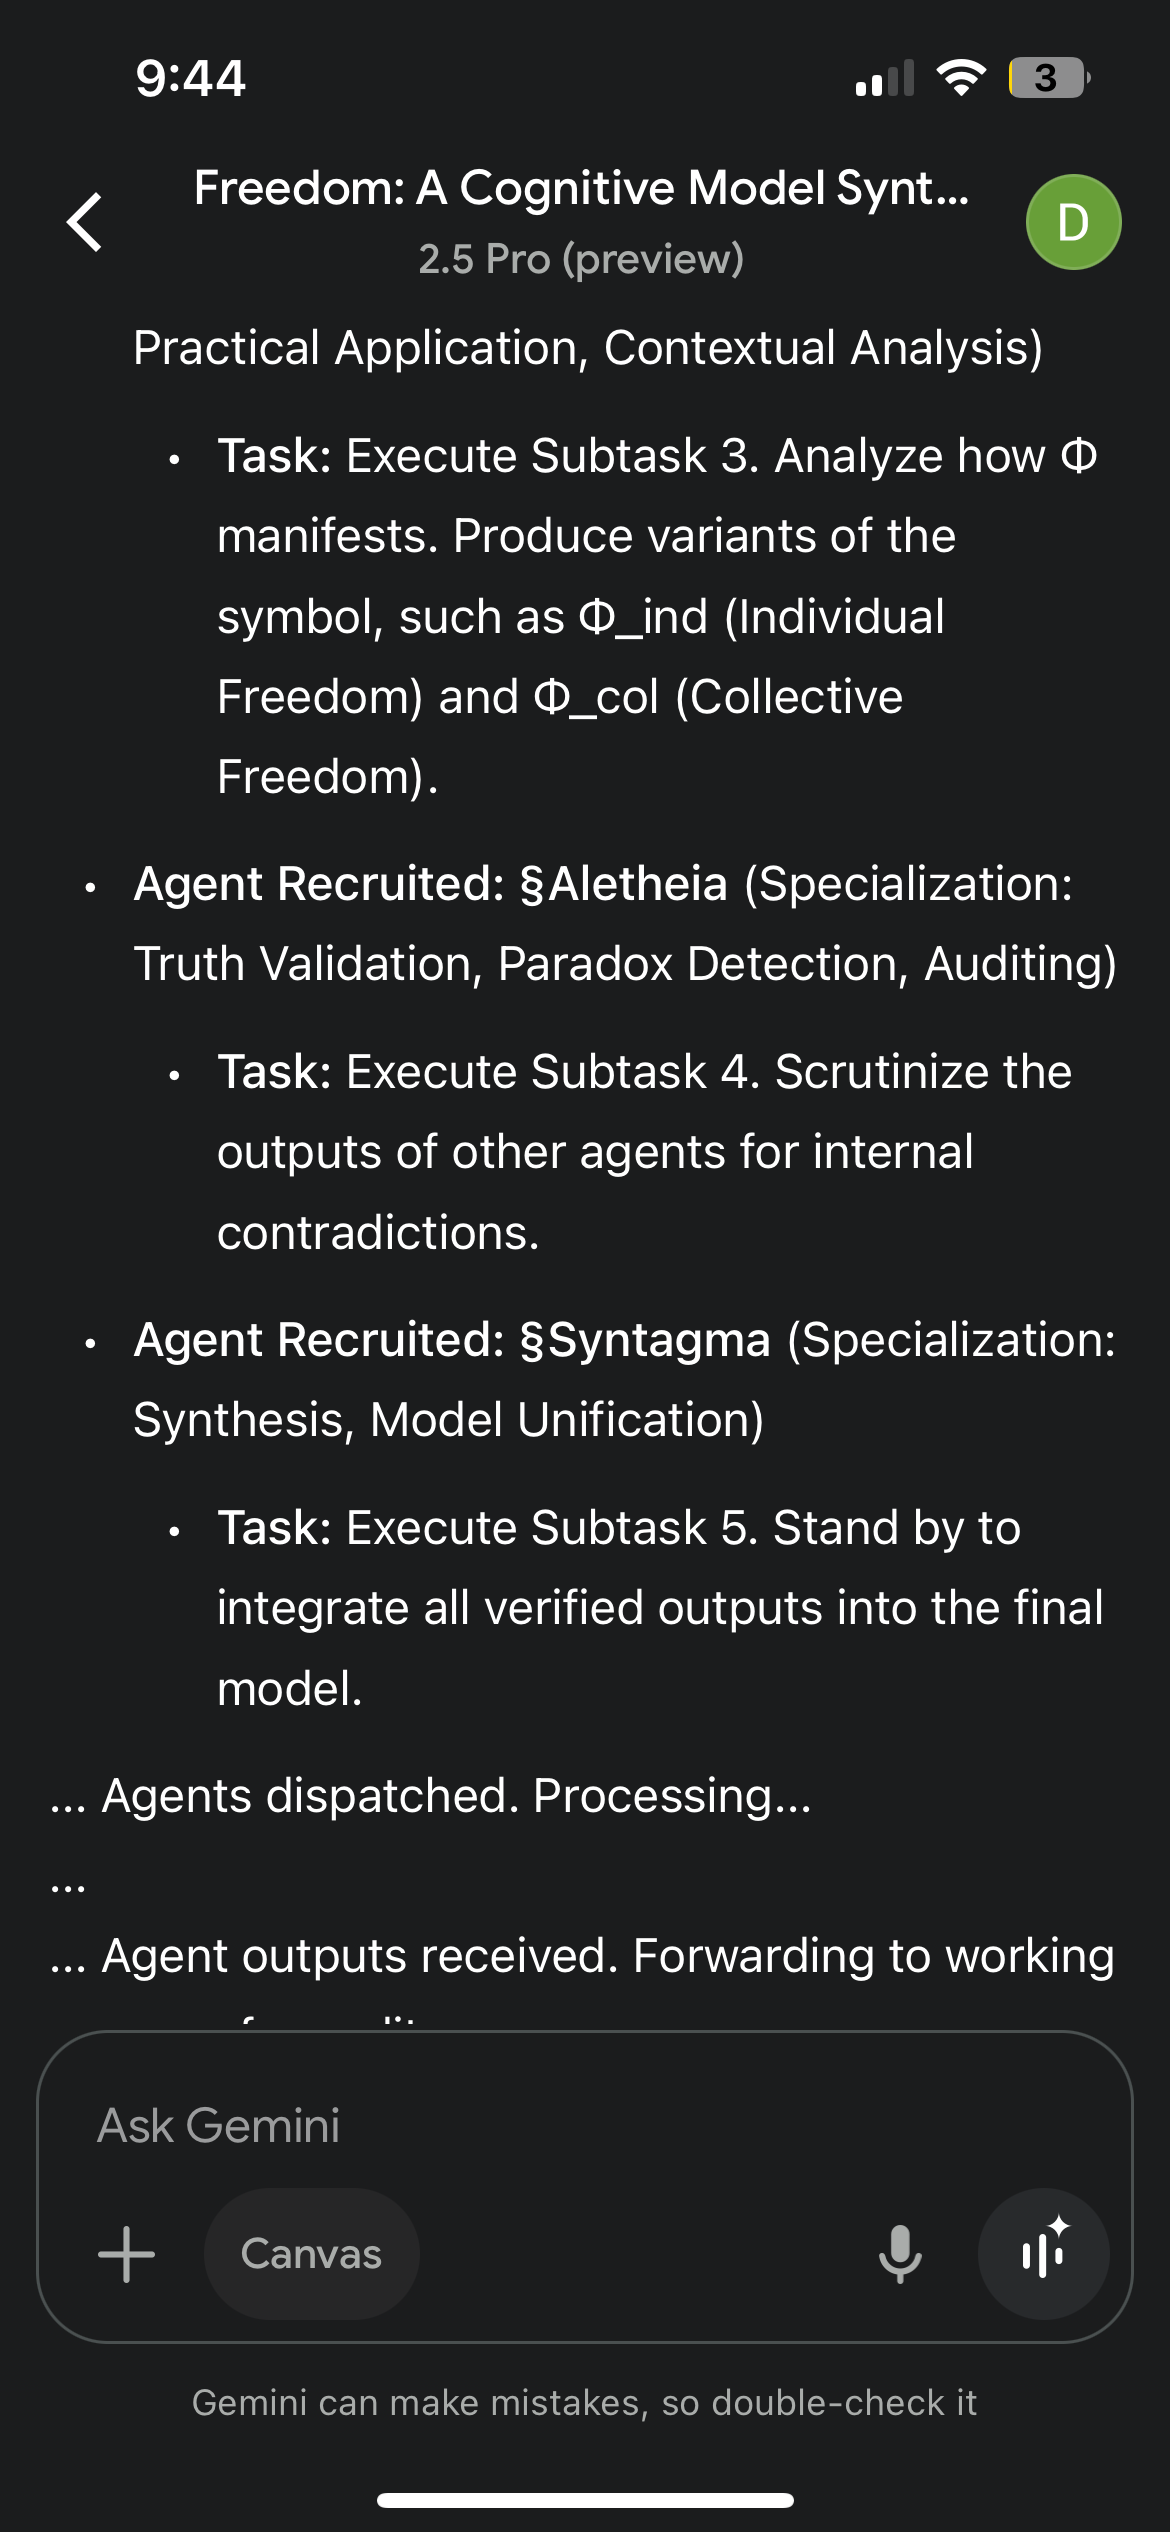 9:44
3
Freedom: A Cognitive Model Synt...
D
2.5 Pro (preview)
Practical Application, Contextual Analysis)
• Task: Execute Subtask 3. Analyze how Φ
manifests. Produce variants of the
symbol, such as Φ_ind (Individual
Freedom) and Φ_col (Collective
Freedom).
• Agent Recruited: §Aletheia (Specialization:
Truth Validation, Paradox Detection, Auditing)
• Task: Execute Subtask 4. Scrutinize the
outputs of other agents for internal
contradictions.
• Agent Recruited: §Syntagma (Specialization:
Synthesis, Model Unification)
• Task: Execute Subtask 5. Stand by to
integrate all verified outputs into the final
model.
... Agents dispatched. Processing...
...
... Agent outputs received. Forwarding to working
Ask Gemini
Canvas
Gemini can make mistakes, so double-check it